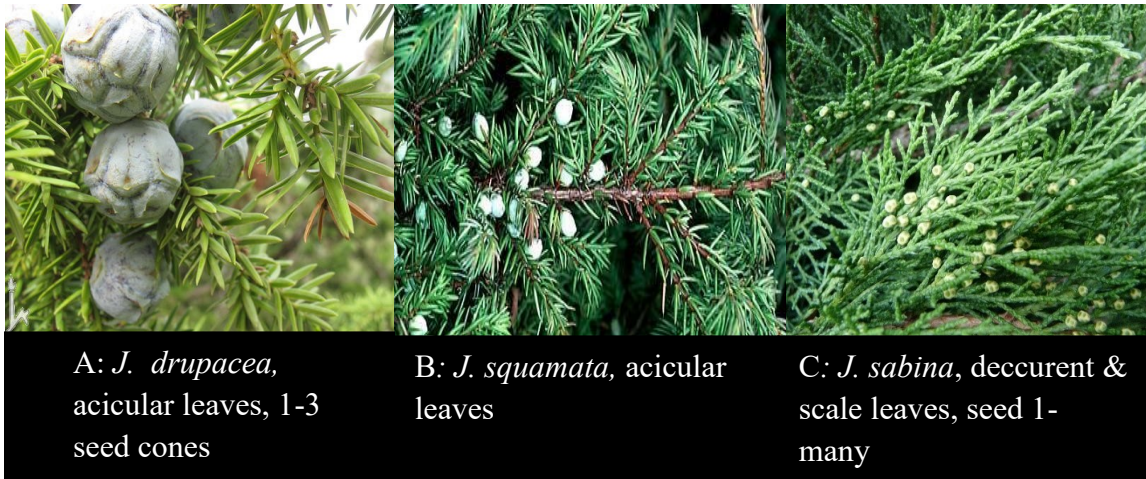 A: J. drupacea,
acicular leaves, 1-3
seed cones
B: J. squamata, acicular
leaves
C: J. sabina, deccurent &
scale leaves, seed 1-
many